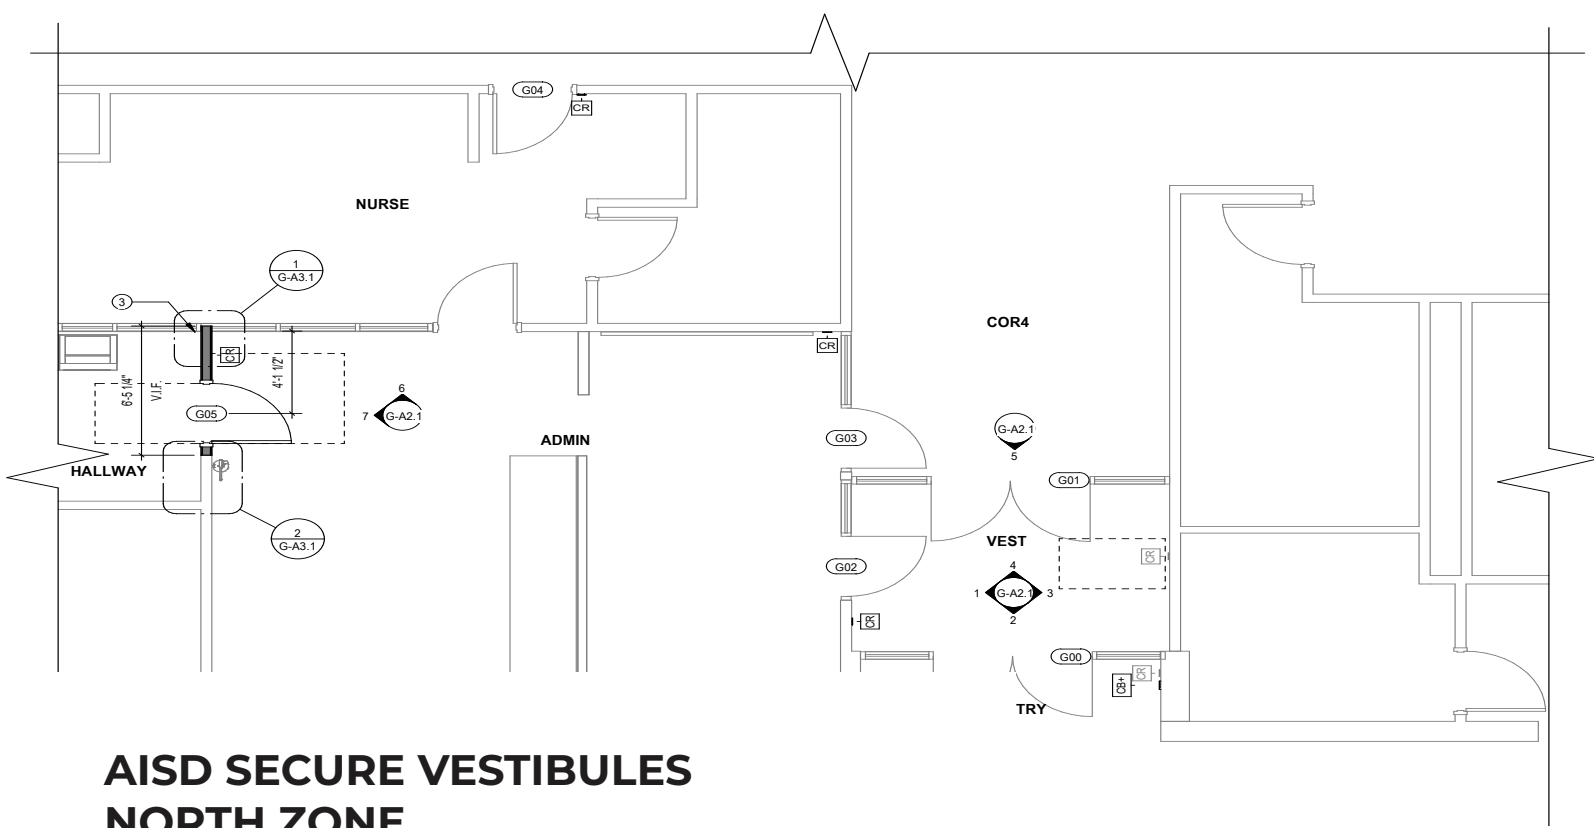 G04
CR
NURSE
1
G-A3.1
3
COR4
CR
CR
6'-5 1/4"
V.I.F.
4'-1 1/2"
6
7
G-A2.1
G05
G-A2.1
5
G03
ADMIN
HALLWAY
G01
2
G-A3.1
VEST
CR
G02
4
1
G-A2.1
3
2
CR
G00
CR
CB+
TRY
AISD SECURE VESTIBULES
NORTH ZONE